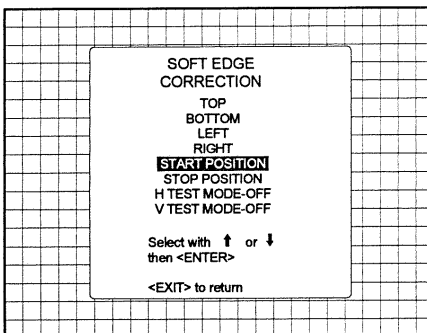 SOFT EDGE
CORRECTION
TOP
BOTTOM
LEFT
RIGHT
START POSITION
STOP POSITION
H TEST MODE-OFF
V TEST MODE-OFF
Select with ↑ or ↓
then <ENTER>
<EXIT> to return